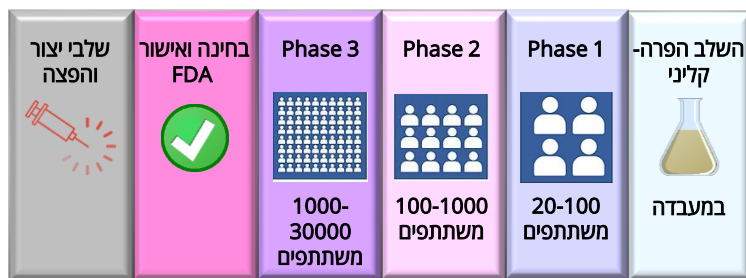 השלב הפרה-
קליני
במעבדה
Phase 1
20-100
משתתפים
Phase 2
100-1000
משתתפים
Phase 3
1000-
30000
משתתפים
בחינה ואישור
FDA
שלבי יצור
והפצה